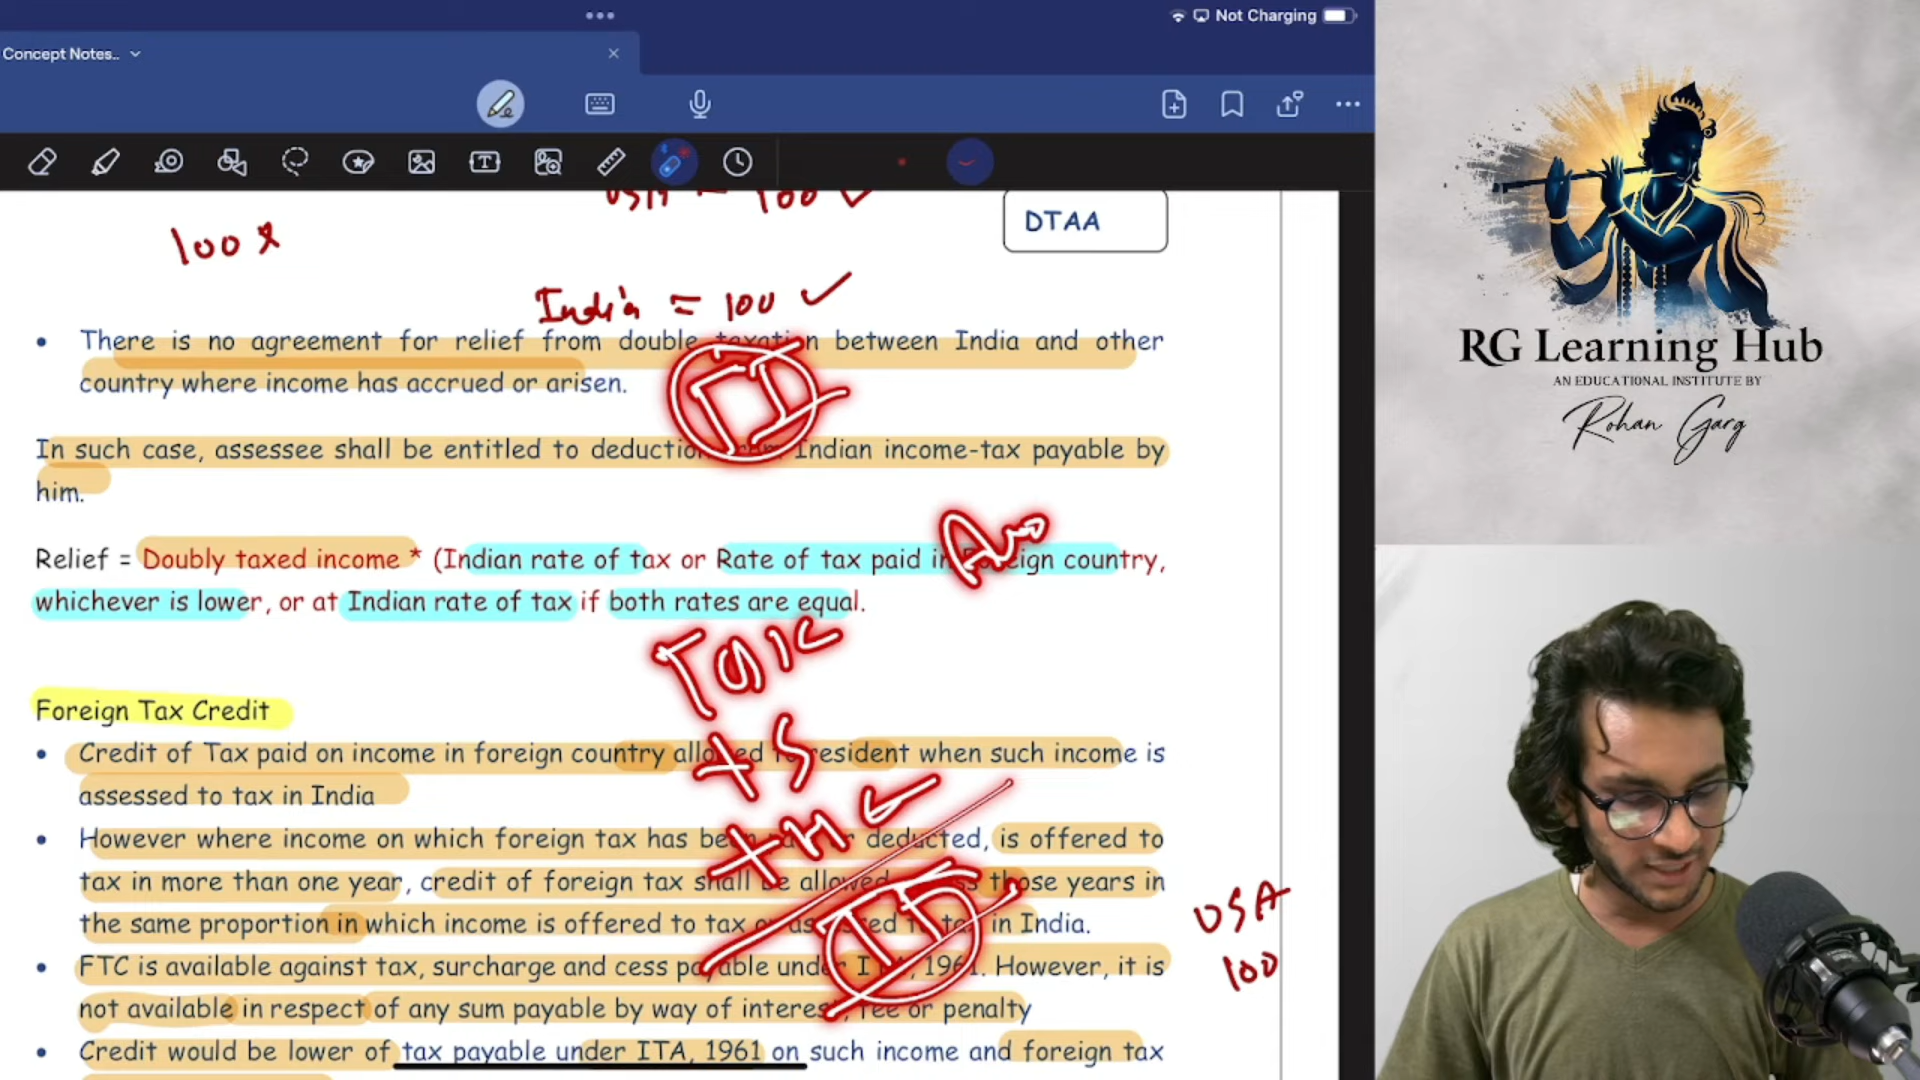 Not Charging
Concept Notes..
100
DTAA
India = 100
• There is no agreement for relief from double taxation between India and other
country where income has accrued or arisen.
In such case, assessee shall be entitled to deduction from Indian income-tax payable by
him.
Relief = Doubly taxed income * (Indian rate of tax or Rate of tax paid in Foreign country,
whichever is lower, or at Indian rate of tax if both rates are equal.
Foreign Tax Credit
• Credit of Tax paid on income in foreign country allowed to resident when such income is
assessed to tax in India
• However where income on which foreign tax has been paid or deducted, is offered to
tax in more than one year, credit of foreign tax shall be allowed across those years in
the same proportion in which income is offered to tax or assessed to tax in India.
• FTC is available against tax, surcharge and cess payable under ITA, 1961. However, it is
not available in respect of any sum payable by way of interest, fee or penalty
• Credit would be lower of tax payable under ITA, 1961 on such income and foreign tax
USA
100
RG Learning Hub
AN EDUCATIONAL INSTITUTE BY
Rohan Garg